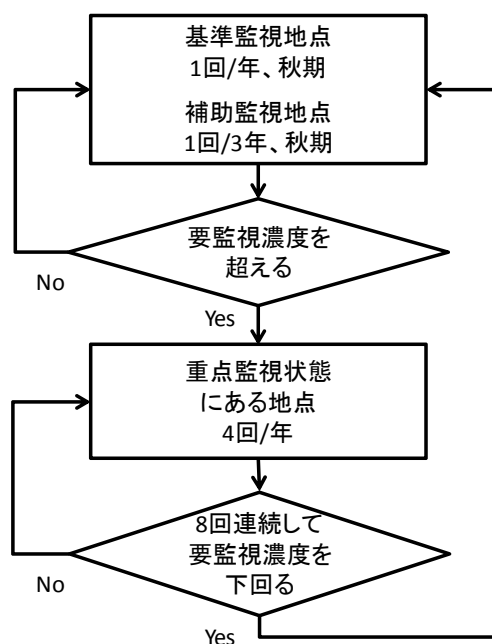 基準監視地点
1回/年、秋期
補助監視地点
1回/3年、秋期
要監視濃度を
超える
No
Yes
重点監視状態
にある地点
4回/年
8回連続して
要監視濃度を
下回る
No
Yes